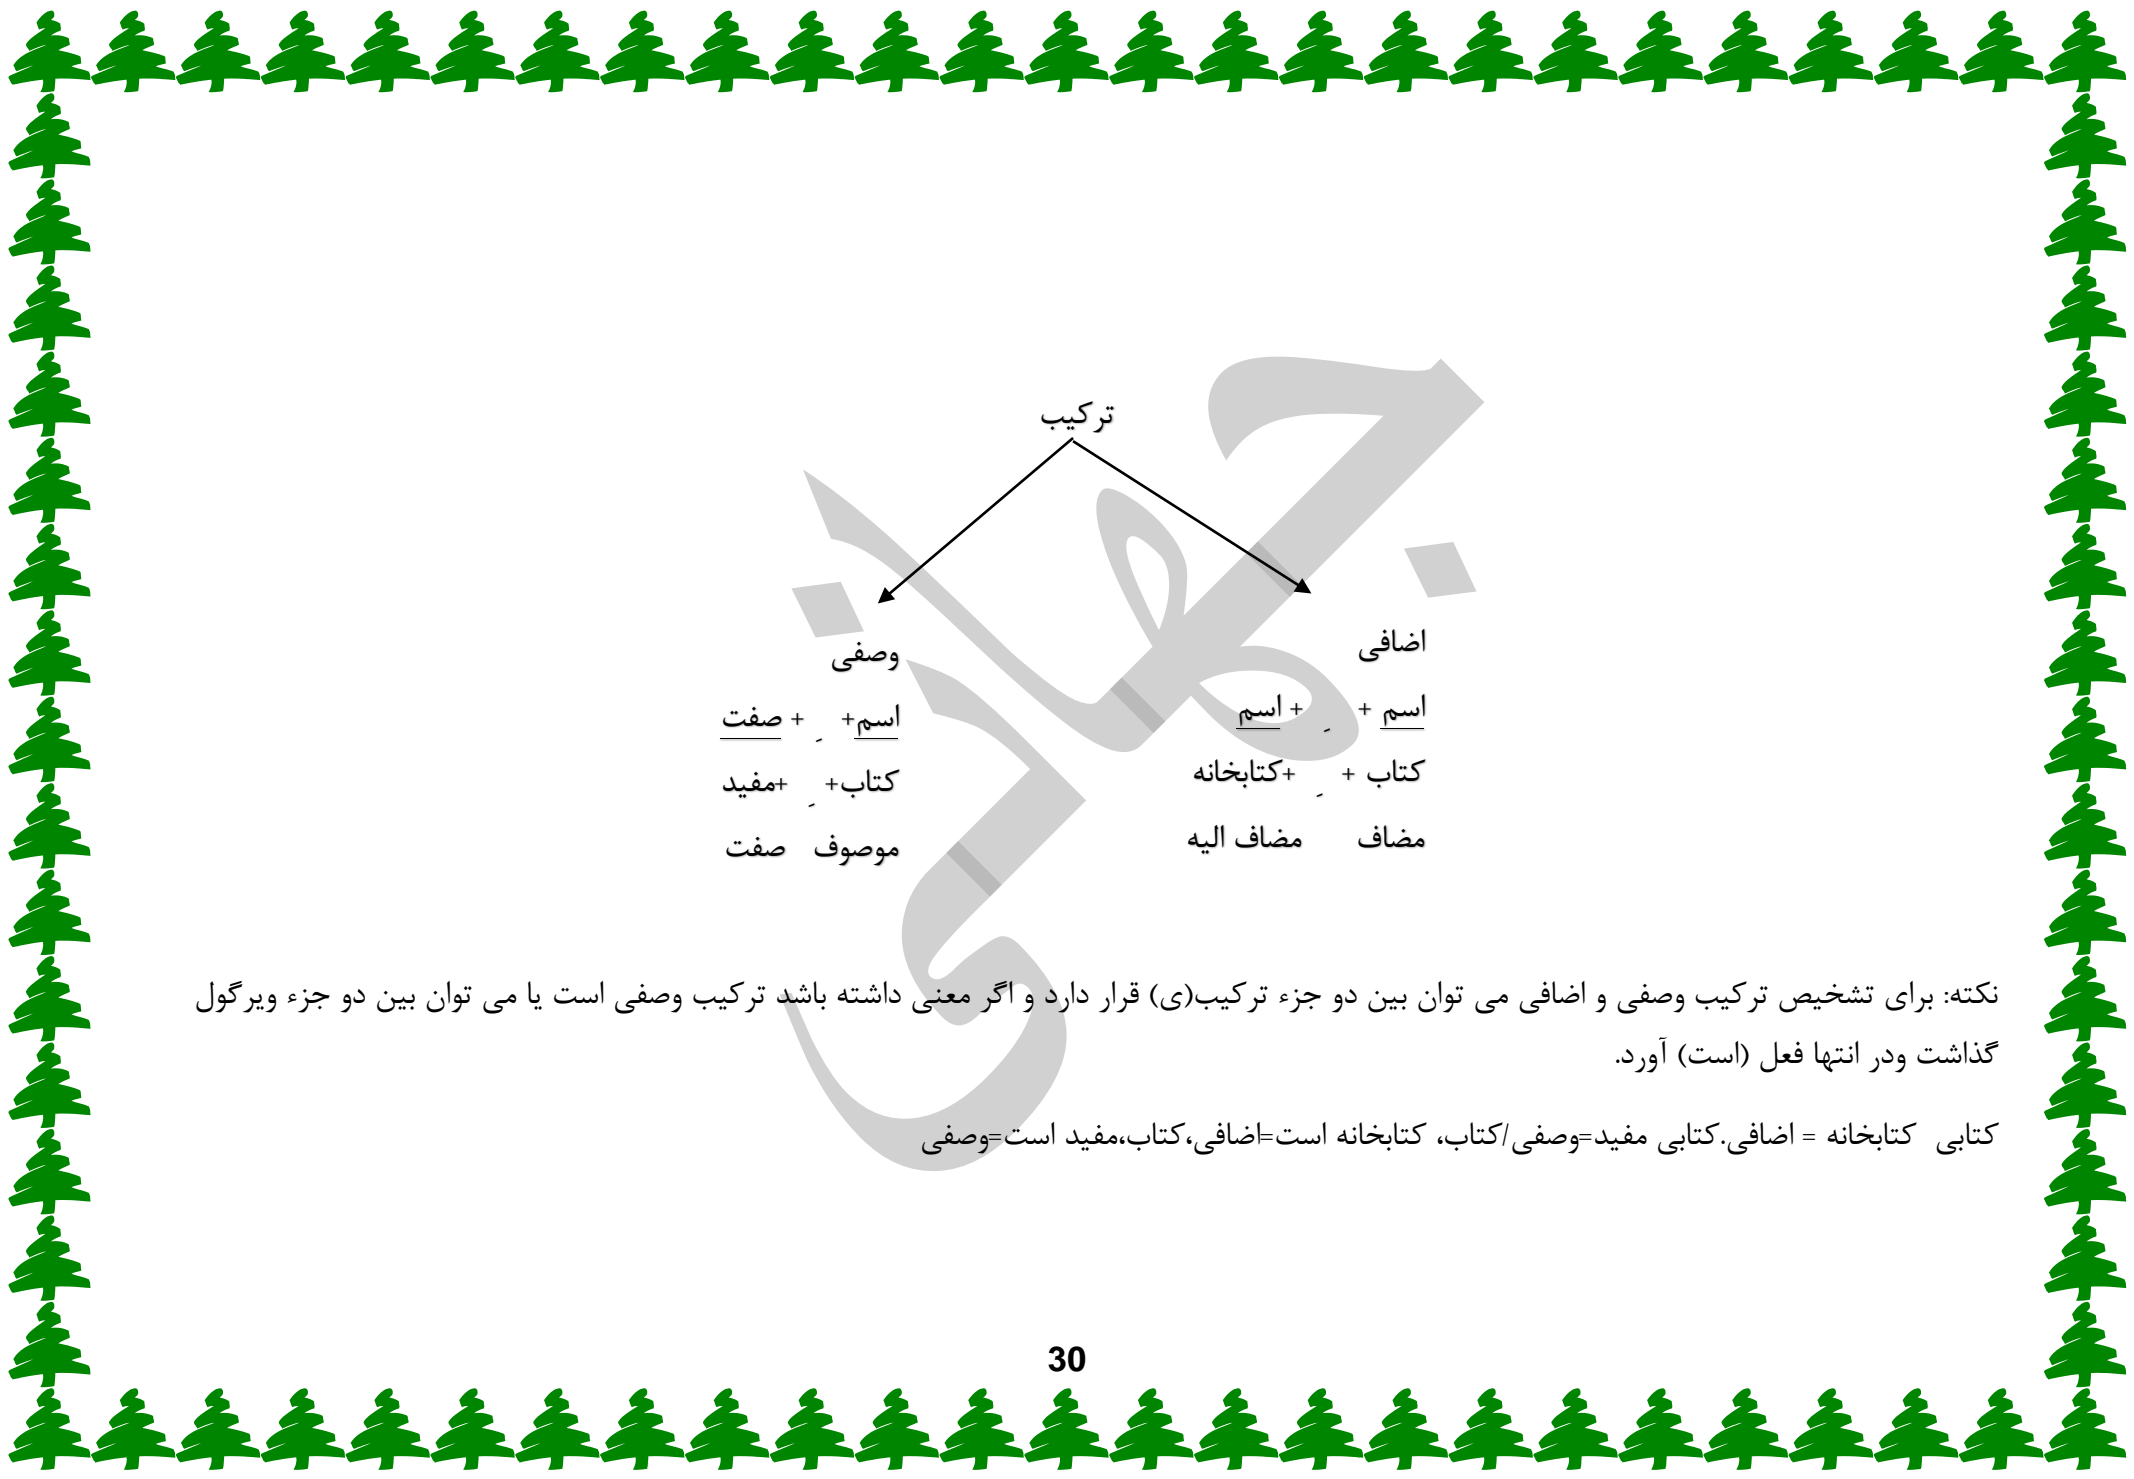 ترکیب
اضافی
اسم + ـِ + اسم
کتاب + ـِ +کتابخانه
مضاف مضاف الیه
وصفی
اسم+ ـِ + صفت
کتاب+ ـِ +مفید
موصوف صفت
نکته: برای تشخیص ترکیب وصفی و اضافی می توان بین دو جزء ترکیب(ی) قرار دارد و اگر معنی داشته باشد ترکیب وصفی است یا می توان بین دو جزء ویرگول
گذاشت ودر انتها فعل (است) آورد.
کتابی کتابخانه = اضافی.کتابی مفید=وصفی/کتاب، کتابخانه است=اضافی،کتاب،مفید است=وصفی
30
جهانی